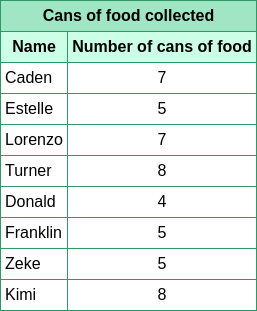 Cans of food collected
Name Number of cans of food
Caden 7
Estelle 5
Lorenzo 7
Turner 8
Donald 4
Franklin 5
Zeke 5
Kimi 8